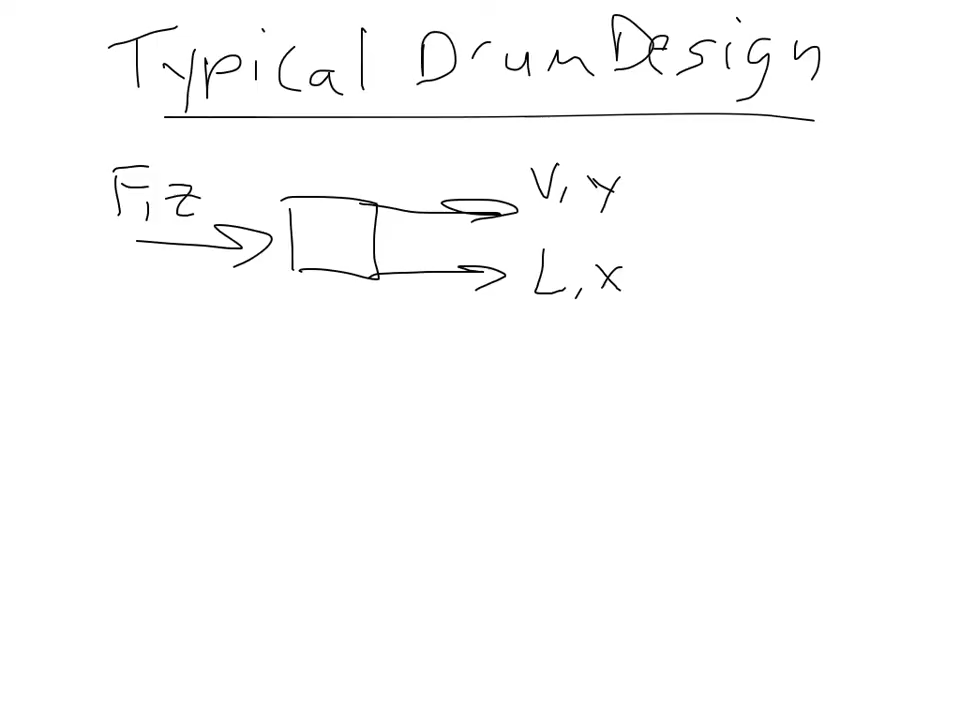 Typical Drum Design
F, z
V, y
L, x